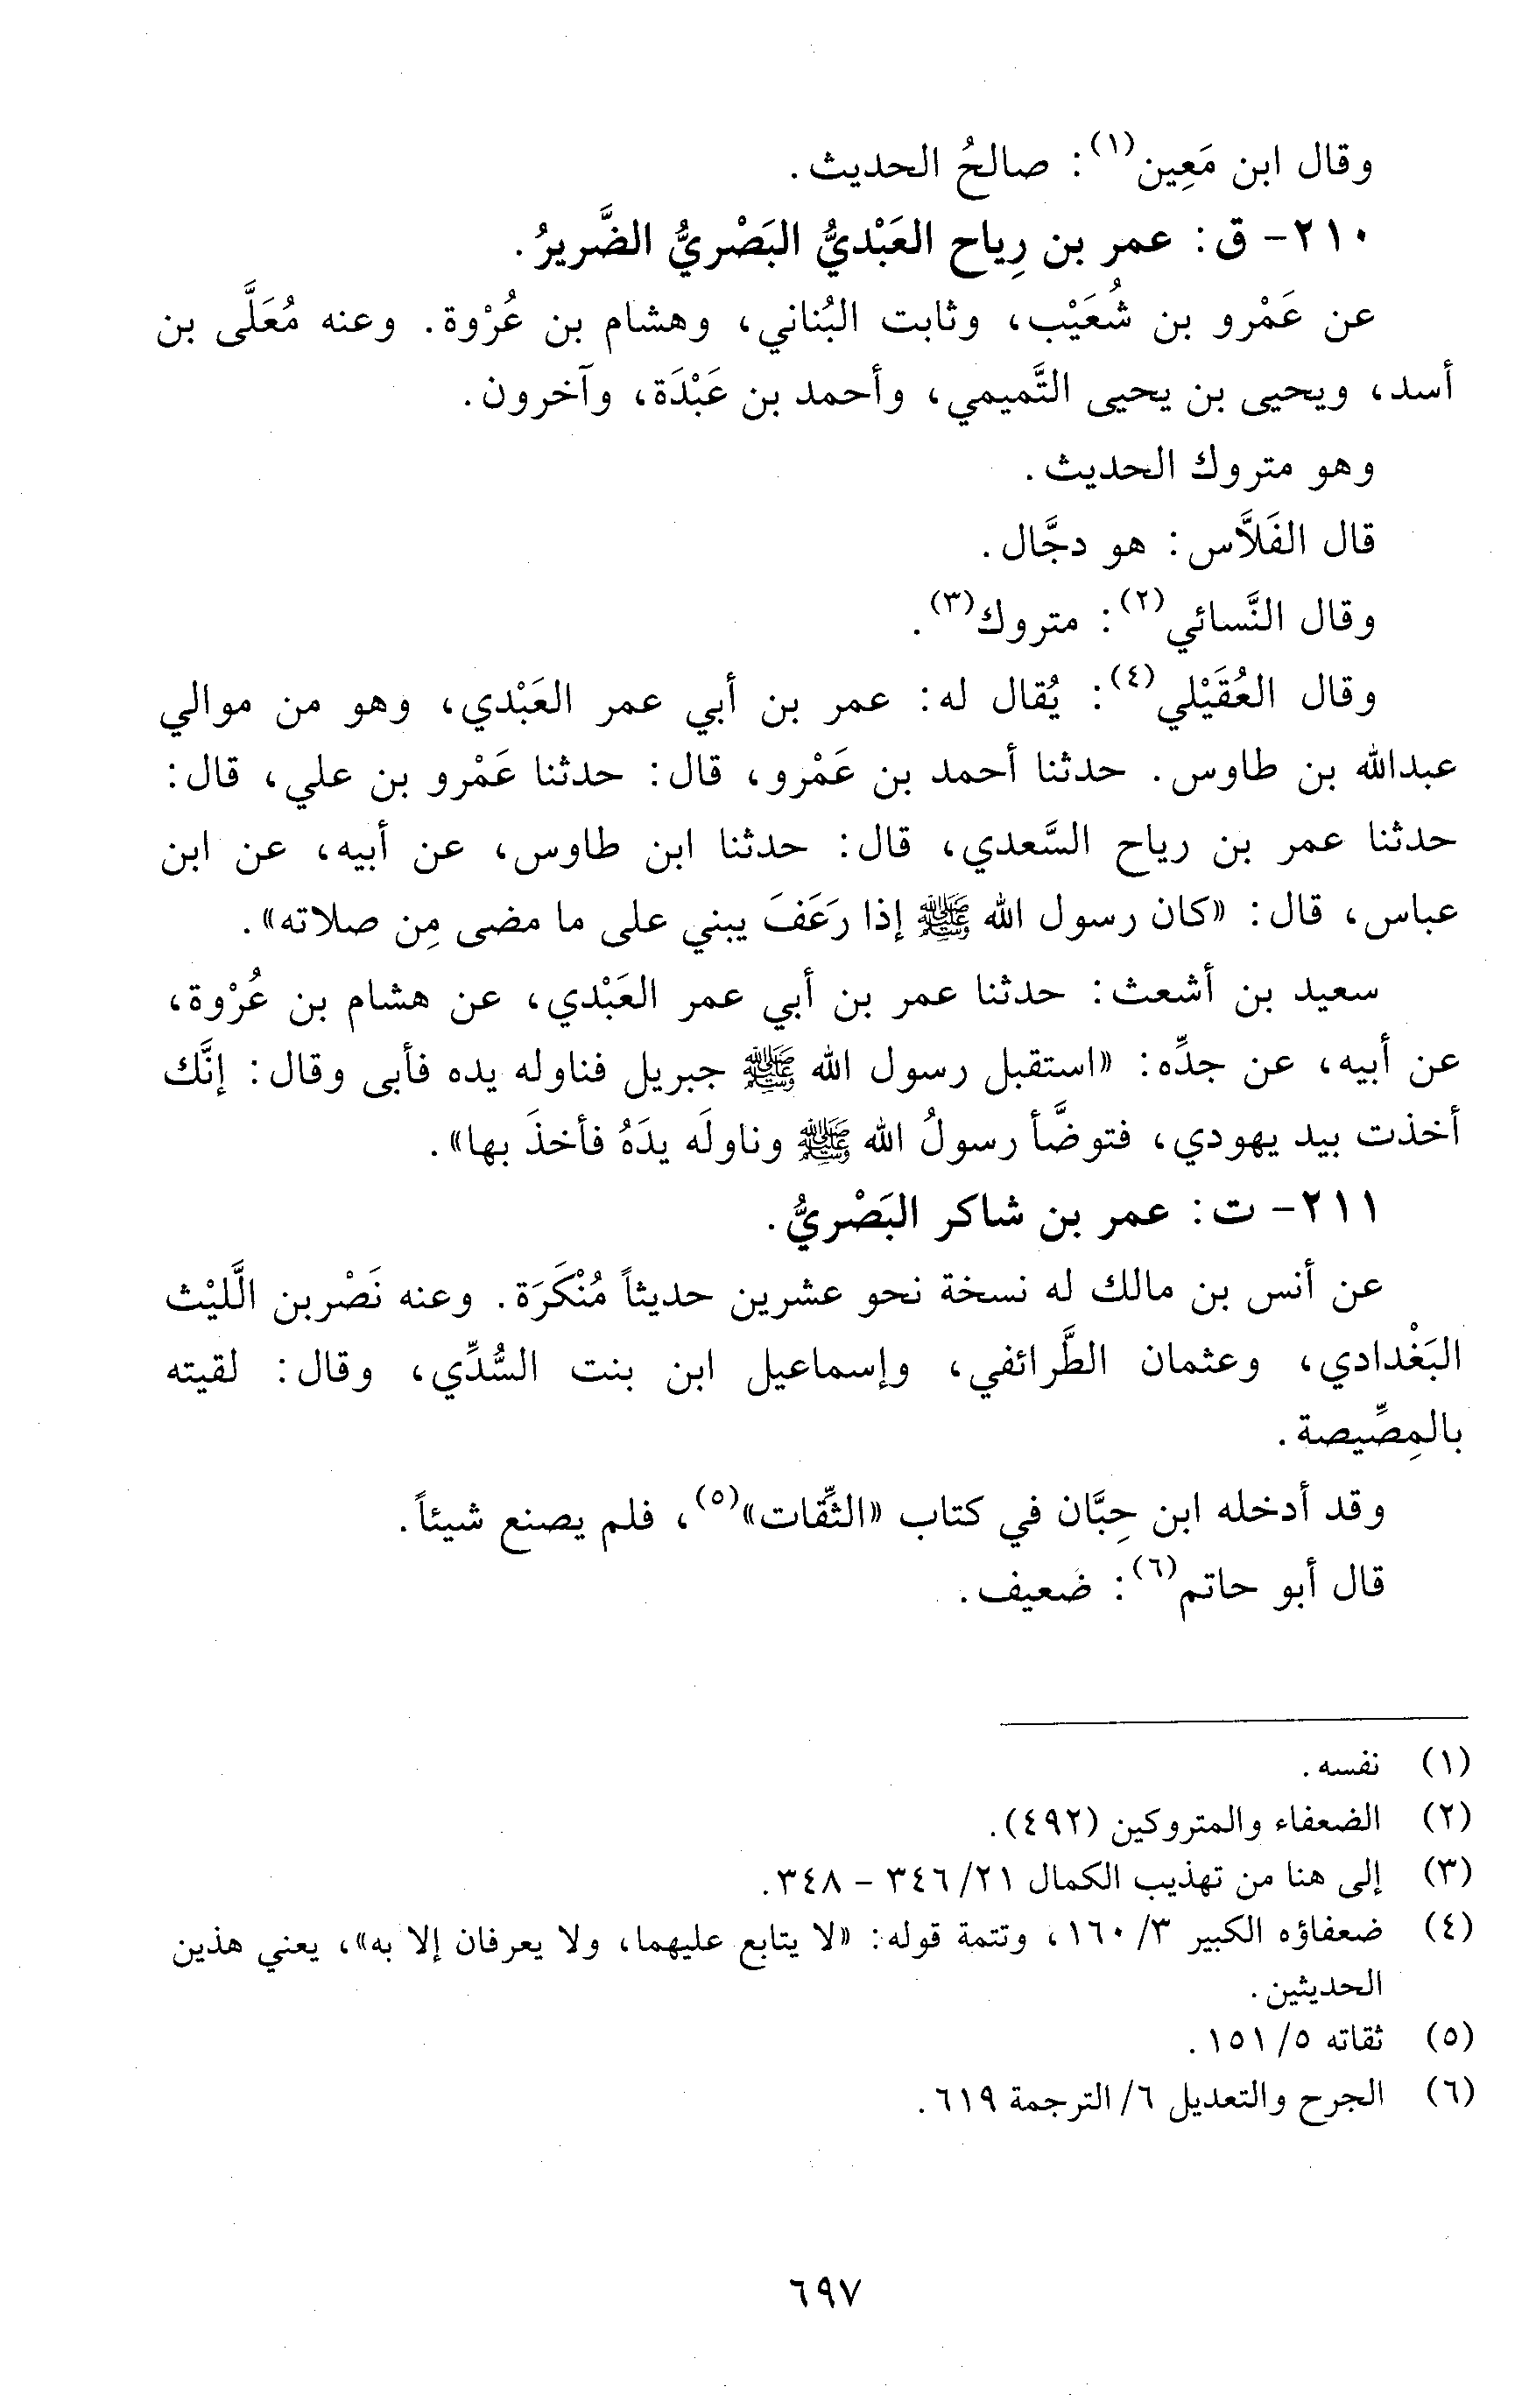 وقال ابن مَعِين(١): صالحُ الحديث.
٢١٠- ق: عمر بن رِياح العَبْديُّ البَصْريُّ الضَّريرُ.
عن عَمْرو بن شُعَيْب، وثابت البُناني، وهشام بن عُرْوة. وعنه مُعَلَّى بن
أسد، ويحيى بن يحيى التَّميمي، وأحمد بن عَبْدَة، وآخرون.
وهو متروك الحديث.
قال الفَلَّاس: هو دجَّال.
وقال النَّسائي(٢): متروك(٣).
وقال العُقَيْلي(٤): يُقال له: عمر بن أبي عمر العَبْدي، وهو من موالي
عبدالله بن طاوس. حدثنا أحمد بن عَمْرو، قال: حدثنا عَمْرو بن علي، قال:
حدثنا عمر بن رياح السَّعدي، قال: حدثنا ابن طاوس، عن أبيه، عن ابن
عباس، قال: «كان رسول الله ﷺ إذا رَعَفَ يبني على ما مضى مِن صلاته».
سعيد بن أشعث: حدثنا عمر بن أبي عمر العَبْدي، عن هشام بن عُرْوة،
عن أبيه، عن جدِّه: «استقبل رسول الله ﷺ جبريل فناوله يده فأبى وقال: إنَّك
أخذت بيد يهودي، فتوضَّأ رسولُ الله ﷺ وناولَه يدَهُ فأخذَ بها».
٢١١- ت: عمر بن شاكر البَصْريُّ.
عن أنس بن مالك له نسخة نحو عشرين حديثاً مُنْكَرَة. وعنه نَصْربن الَّليْث
البَغْدادي، وعثمان الطَّرائفي، وإسماعيل ابن بنت السُّدِّي، وقال: لقيته
بالمِصِّيصة.
وقد أدخله ابن حِبَّان في كتاب «الثِّقات»(٥)، فلم يصنع شيئاً.
قال أبو حاتم(٦): ضعيف.
(١) نفسه.
(٢) الضعفاء والمتروكين (٤٩٢).
(٣) إلى هنا من تهذيب الكمال ٢١/ ٣٤٦ - ٣٤٨.
(٤) ضعفاؤه الكبير ٣/ ١٦٠، وتتمة قوله: «لا يتابع عليهما، ولا يعرفان إلا به»، يعني هذين
الحديثين.
(٥) ثقاته ٥/ ١٥١.
(٦) الجرح والتعديل ٦/ الترجمة ٦١٩.
٦٩٧